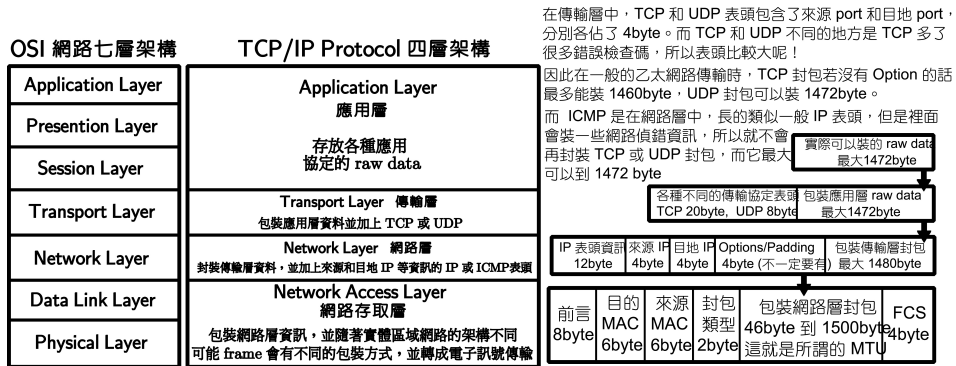 OSI 網路七層架構
Application Layer
Presention Layer
Session Layer
Transport Layer
Network Layer
Data Link Layer
Physical Layer
TCP/IP Protocol 四層架構
Application Layer
應用層
存放各種應用
協定的 raw data
Transport Layer 傳輸層
包裝應用層資料並加上 TCP 或 UDP
Network Layer 網路層
封裝傳輸層資料，並加上來源和目地 IP 等資訊的 IP 或 ICMP表頭
Network Access Layer
網路存取層
包裝網路層資訊，並隨著實體區域網路的架構不同
可能 frame 會有不同的包裝方式，並轉成電子訊號傳輸
在傳輸層中，TCP 和 UDP 表頭包含了來源 port 和目地 port，
分別各佔了 4byte。而 TCP 和 UDP 不同的地方是 TCP 多了
很多錯誤檢查碼，所以表頭比較大呢！
因此在一般的乙太網路傳輸時，TCP 封包若沒有 Option 的話
最多能裝 1460byte，UDP 封包可以裝 1472byte。
而 ICMP 是在網路層中，長的類似一般 IP 表頭，但是裡面
會裝一些網路偵錯資訊，所以就不會
再封裝 TCP 或 UDP 封包，而它最大
可以到 1472 byte
實際可以裝的 raw data
最大1472byte
各種不同的傳輸協定表頭
TCP 20byte, UDP 8byte
包裝應用層 raw data
最大1472byte
IP 表頭資訊
12byte
來源 IP
4byte
目地 IP
4byte
Options/Padding
4byte (不一定要有)
包裝傳輸層封包
最大 1480byte
前言
8byte
目的
MAC
6byte
來源
MAC
6byte
封包
類型
2byte
包裝網路層封包
46byte 到 1500byte
這就是所謂的 MTU
FCS
4byte